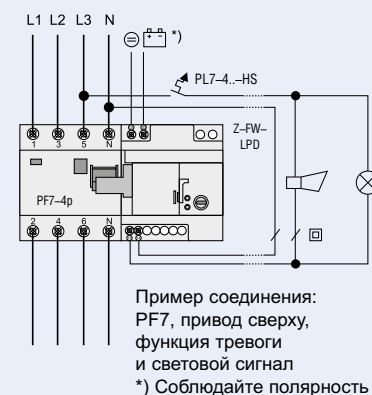 L1 L2 L3 N
+ - *)
PL7–4..–HS
Z–FW–
LPD
1 3 5 N
PF7–4p
2 4 6 N
Пример соединения:
PF7, привод сверху,
функция тревоги
и световой сигнал
*) Соблюдайте полярность